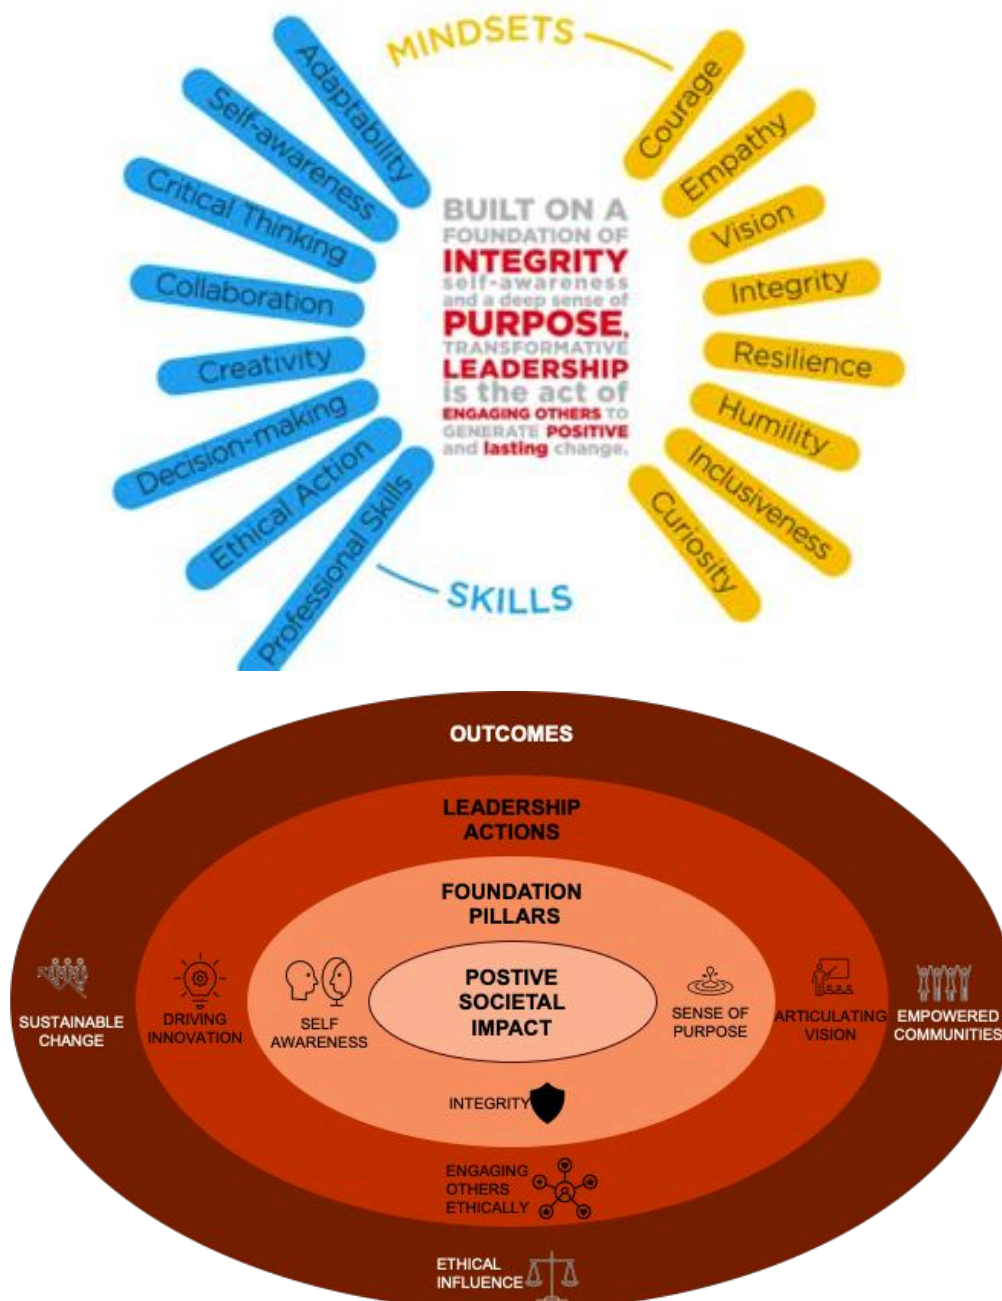 MINDSETS
Adaptability
Self-awareness
Critical Thinking
Collaboration
Creativity
Decision-making
Ethical Action
Professional Skills
BUILT ON A
FOUNDATION OF
INTEGRITY
self-awareness
and a deep sense of
PURPOSE,
TRANSFORMATIVE
LEADERSHIP
is the act of
ENGAGING OTHERS TO
GENERATE POSITIVE
and lasting change.
Courage
Empathy
Vision
Integrity
Resilience
Humility
Inclusiveness
Curiosity
SKILLS
OUTCOMES
LEADERSHIP
ACTIONS
FOUNDATION
PILLARS
POSTIVE
SOCIETAL
IMPACT
SUSTAINABLE
CHANGE
DRIVING
INNOVATION
SELF
AWARENESS
SENSE OF
PURPOSE
ARTICULATING
VISION
EMPOWERED
COMMUNITIES
INTEGRITY
ENGAGING
OTHERS
ETHICALLY
ETHICAL
INFLUENCE